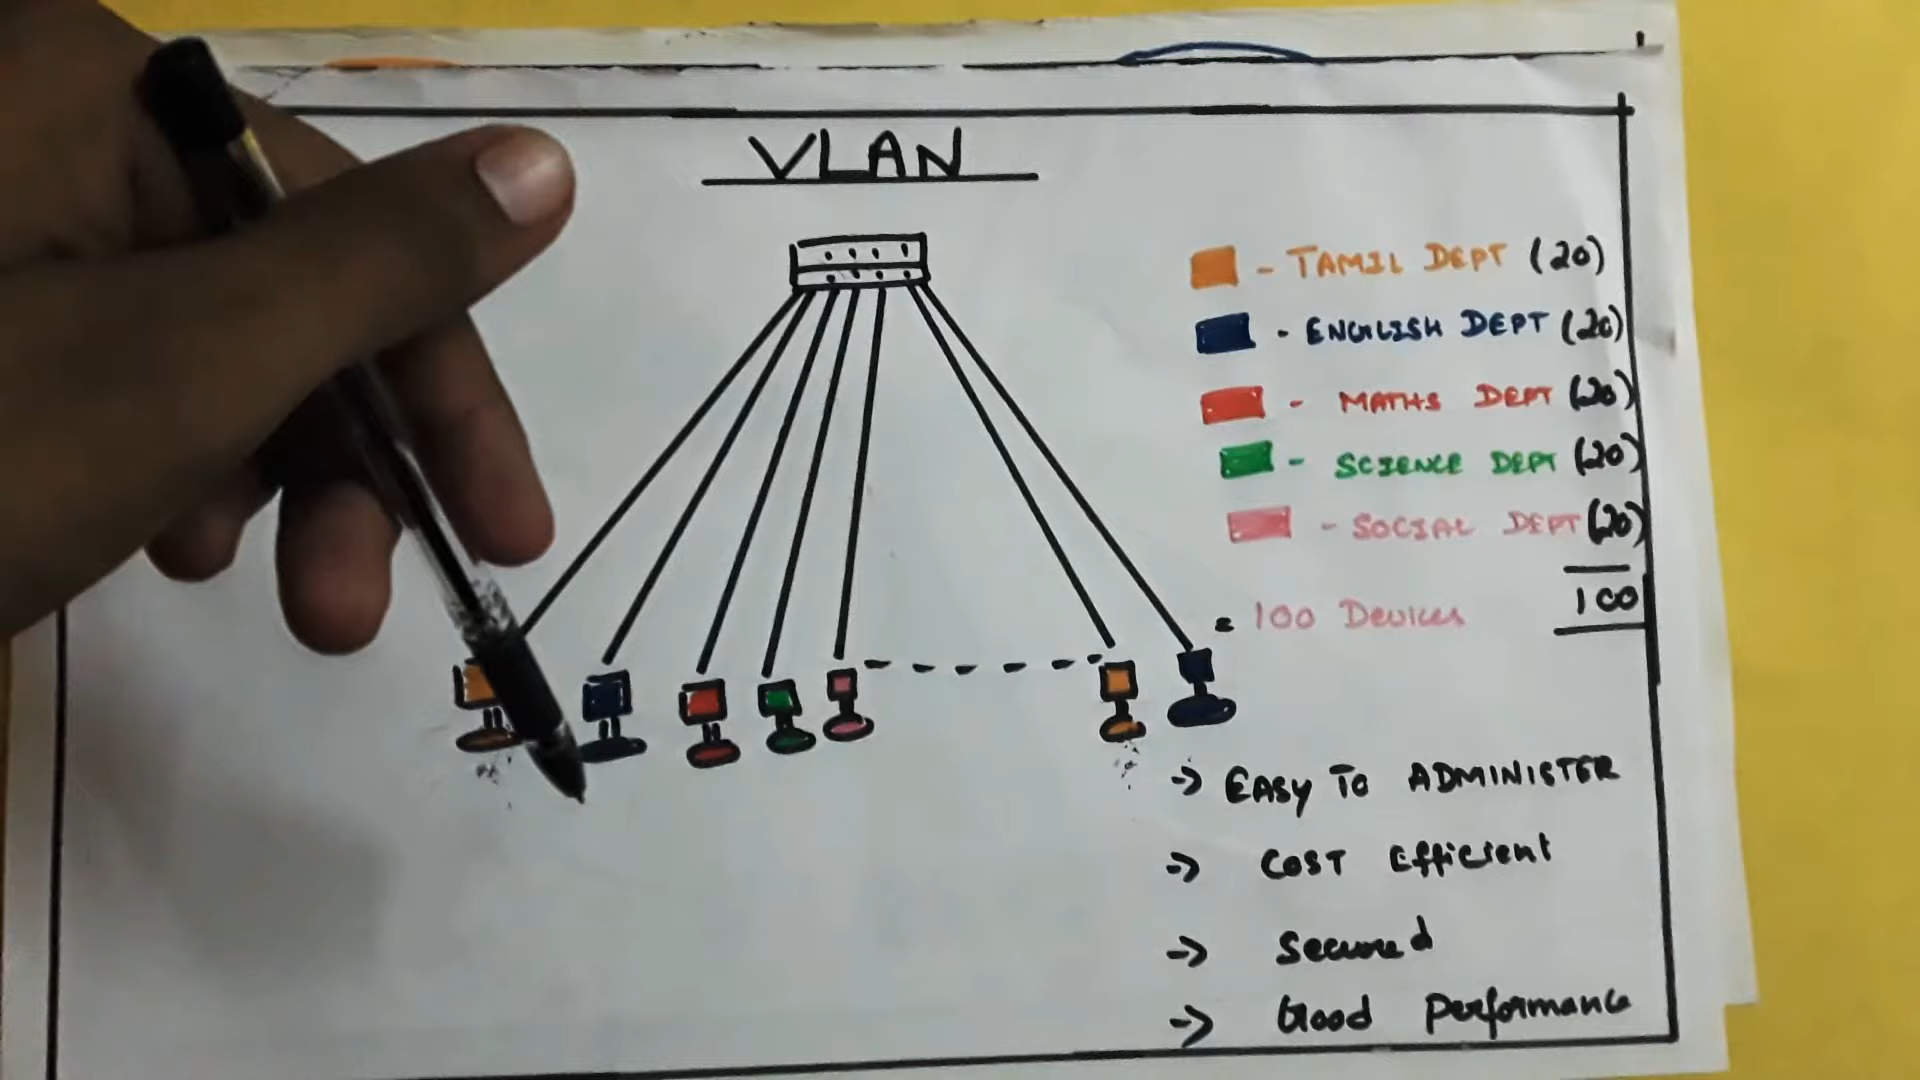 VLAN
- TAMIL DEPT (20)
- ENGLISH DEPT (20)
- MATHS DEPT (20)
- SCIENCE DEPT (20)
- SOCIAL DEPT (20)
100
= 100 Devices
-> EASY TO ADMINISTER
-> COST Efficient
-> Secured
-> Good Performance